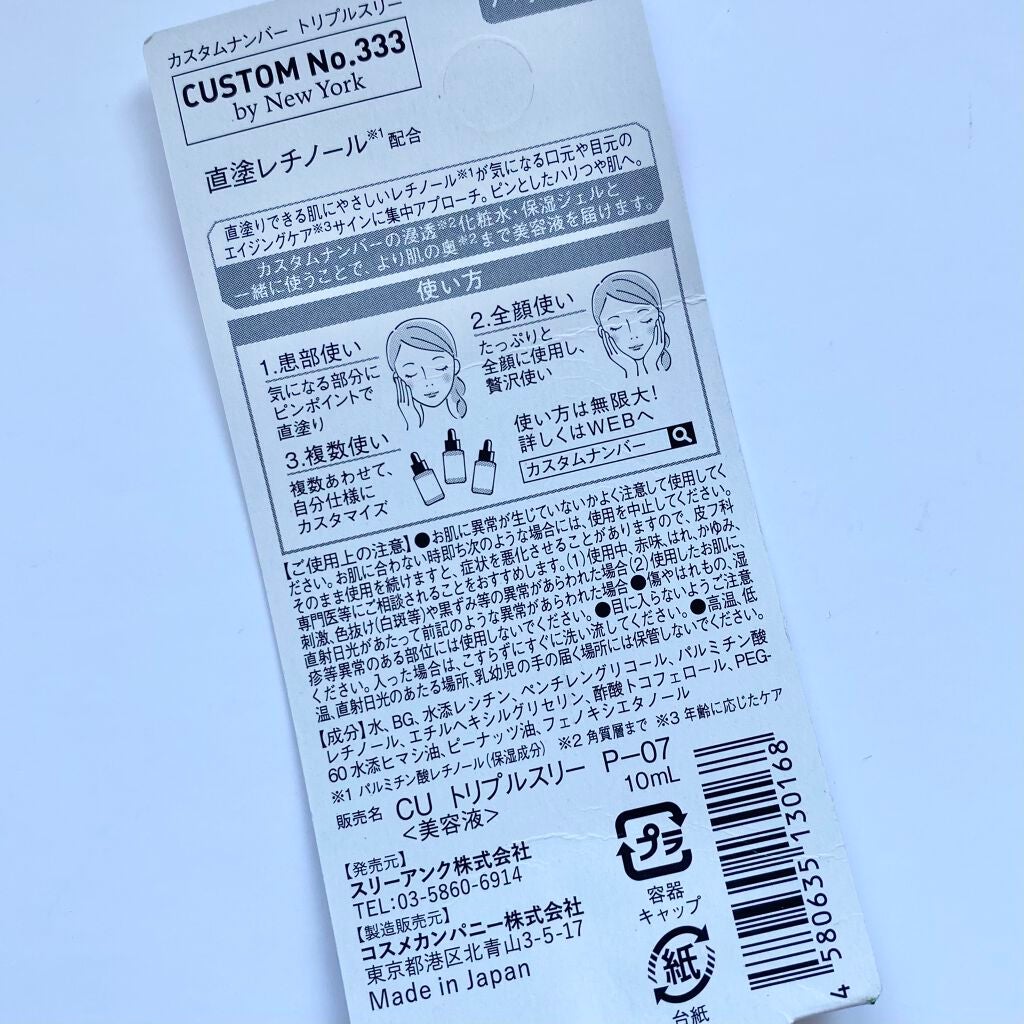 カスタムナンバー トリプルスリー
CUSTOM No.333
by New York
直塗レチノール※1 配合
直塗りできる肌にやさしいレチノール※1が気になる口元や目元の
エイジングケア※3サインに集中アプローチ。ピンとしたハリつや肌へ。
カスタムナンバーの浸透※2化粧水・保湿ジェルと
一緒に使うことで、より肌の奥※2まで美容液を届けます。
使い方
1.患部使い
気になる部分に
ピンポイントで
直塗り
2.全顔使い
たっぷりと
全顔に使用し、
贅沢使い
3.複数使い
複数あわせて、
自分仕様に
カスタマイズ
使い方は無限大!
詳しくはWEBへ
カスタムナンバー
【ご使用上の注意】●お肌に異常が生じていないかよく注意して使用してく
ださい。お肌に合わない時即ち次のような場合には、使用を中止してください。
そのまま使用を続けますと、症状を悪化させることがありますので、皮フ科
専門医等にご相談されることをおすすめします。(1)使用中、赤味、はれ、かゆみ、
刺激、色抜け(白斑等)や黒ずみ等の異常があらわれた場合(2)使用したお肌に、
直射日光があたって前記のような異常があらわれた場合●傷やはれもの、湿
疹等異常のある部位には使用しないでください。●目に入らないようご注意
ください。入った場合は、こすらずにすぐに洗い流してください。●高温、低
温、直射日光のあたる場所、乳幼児の手の届く場所には保管しないでください。
【成分】水、BG、水添レシチン、ペンチレングリコール、パルミチン酸
レチノール、エチルヘキシルグリセリン、酢酸トコフェロール、PEG-
60水添ヒマシ油、ピーナッツ油、フェノキシエタノール
※1 パルミチン酸レチノール(保湿成分) ※2 角質層まで ※3 年齢に応じたケア
販売名 CU トリプルスリー P-07
<美容液> 10mL
【発売元】
スリーアンク株式会社
TEL:03-5860-6914
【製造販売元】
コスメカンパニー株式会社
東京都港区北青山3-5-17
Made in Japan
プラ
容器
キャップ
紙
台紙
4 580635 130168